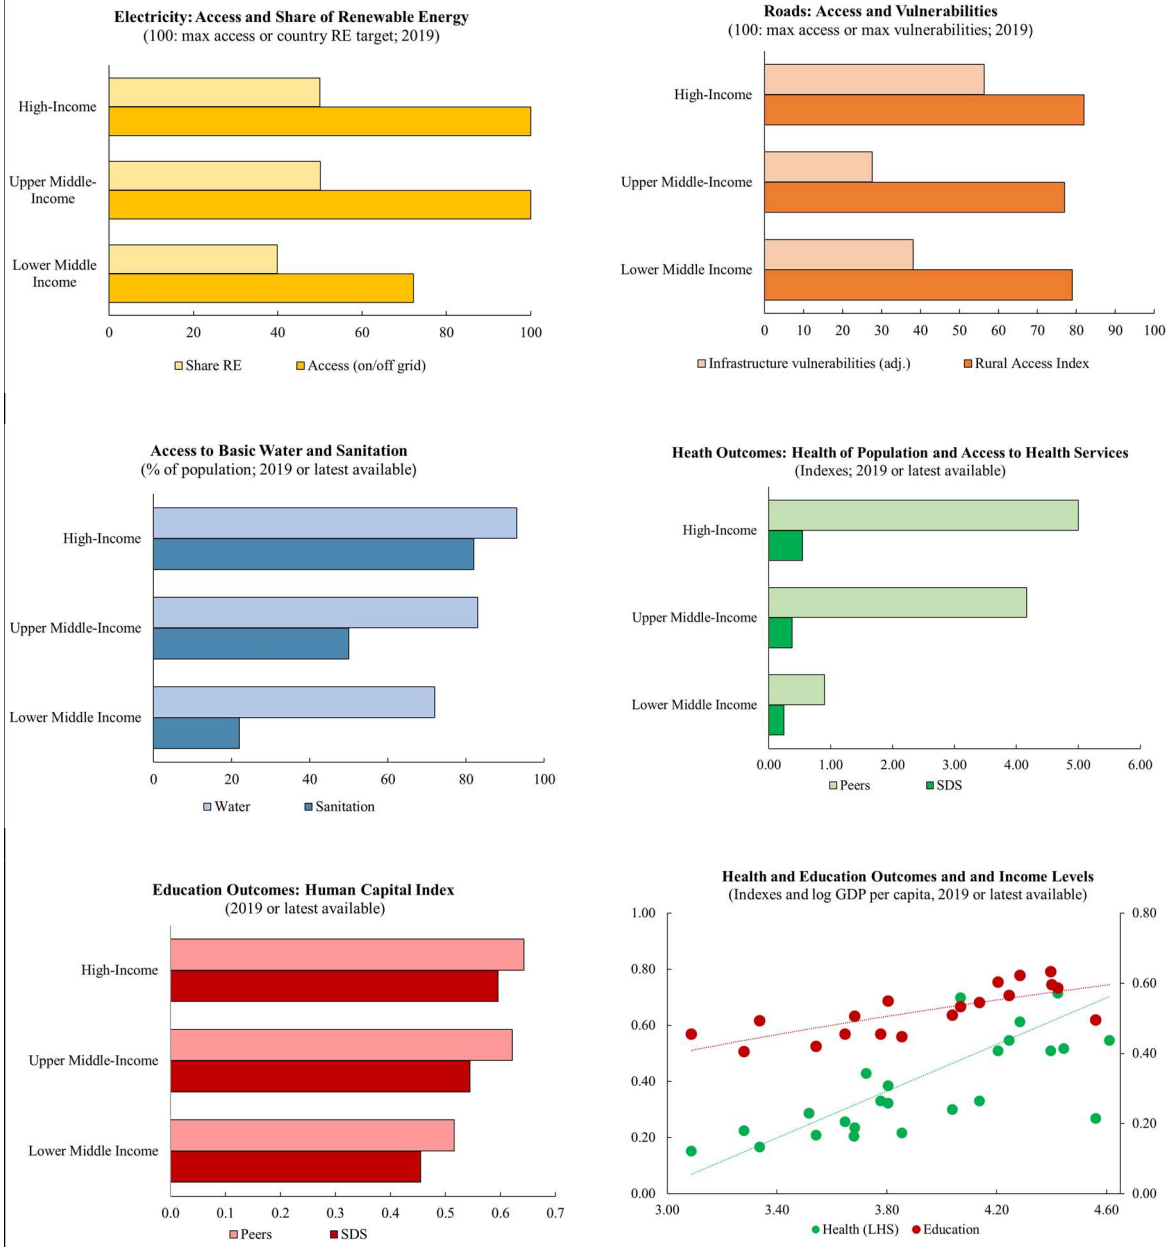 Electricity: Access and Share of Renewable Energy
(100: max access or country RE target; 2019)
High-Income
Upper Middle-
Income
Lower Middle
Income
0 20 40 60 80 100
Share RE Access (on/off grid)
Roads: Access and Vulnerabilities
(100: max access or max vulnerabilities; 2019)
High-Income
Upper Middle-Income
Lower Middle Income
0 10 20 30 40 50 60 70 80 90 100
Infrastructure vulnerabilities (adj.) Rural Access Index
Access to Basic Water and Sanitation
(% of population; 2019 or latest available)
High-Income
Upper Middle-Income
Lower Middle Income
0 20 40 60 80 100
Water Sanitation
Heath Outcomes: Health of Population and Access to Health Services
(Indexes; 2019 or latest available)
High-Income
Upper Middle-Income
Lower Middle Income
0.00 1.00 2.00 3.00 4.00 5.00 6.00
Peers SDS
Education Outcomes: Human Capital Index
(2019 or latest available)
High-Income
Upper Middle-Income
Lower Middle Income
0.0 0.1 0.2 0.3 0.4 0.5 0.6 0.7
Peers SDS
Health and Education Outcomes and and Income Levels
(Indexes and log GDP per capita, 2019 or latest available)
1.00 0.80
0.80
0.60
0.60
0.40
0.40
0.20
0.20
0.00 0.00
3.00 3.40 3.80 4.20 4.60
Health (LHS) Education